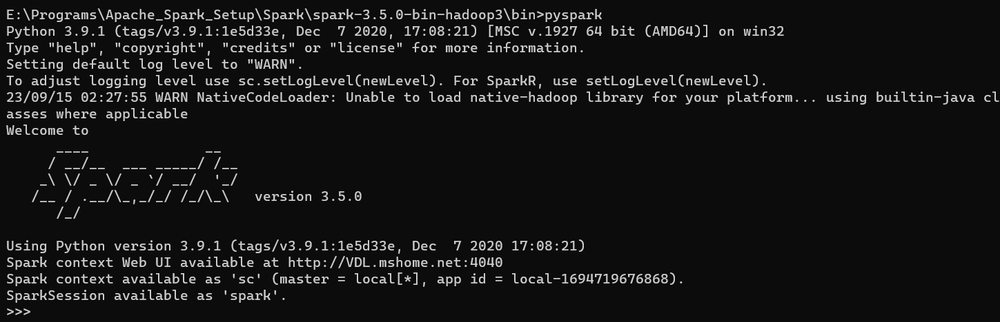 E:\Programs\Apache_Spark_Setup\Spark\spark-3.5.0-bin-hadoop3\bin>pyspark
Python 3.9.1 (tags/v3.9.1:1e5d33e, Dec  7 2020, 17:08:21) [MSC v.1927 64 bit (AMD64)] on win32
Type "help", "copyright", "credits" or "license" for more information.
Setting default log level to "WARN".
To adjust logging level use sc.setLogLevel(newLevel). For SparkR, use setLogLevel(newLevel).
23/09/15 02:27:55 WARN NativeCodeLoader: Unable to load native-hadoop library for your platform... using builtin-java cl
asses where applicable
Welcome to
      ____              __
     / __/__  ___ _____/ /__
    _\ \/ _ \/ _ `/ __/  '_/
   /__ / .__/\_,_/_/ /_/\_\   version 3.5.0
      /_/

Using Python version 3.9.1 (tags/v3.9.1:1e5d33e, Dec  7 2020 17:08:21)
Spark context Web UI available at http://VDL.mshome.net:4040
Spark context available as 'sc' (master = local[*], app id = local-1694719676868).
SparkSession available as 'spark'.
>>>